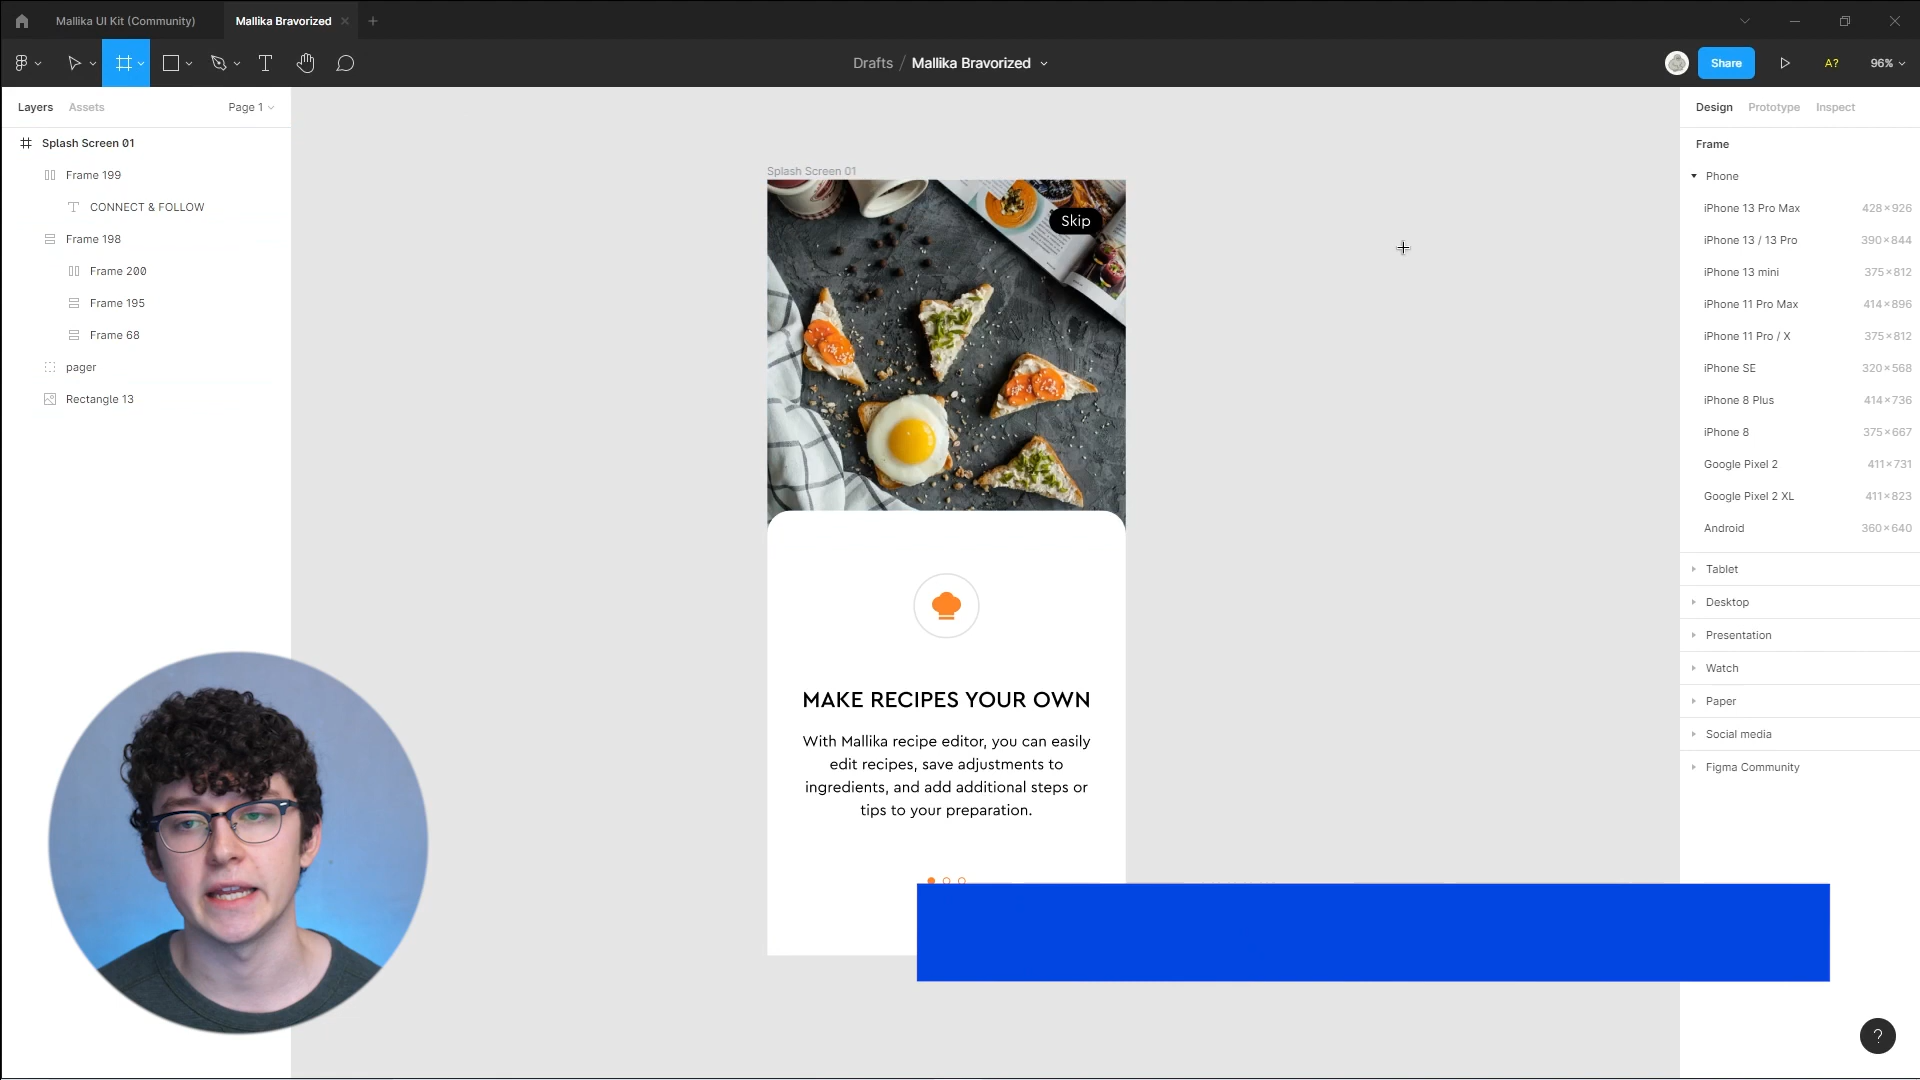 Mallika UI Kit (Community)
Mallika Bravorized
Drafts / Mallika Bravorized
Share
A?
96%
Layers
Assets
Page 1
Splash Screen 01
Frame 199
CONNECT & FOLLOW
Frame 198
Frame 200
Frame 195
Frame 68
pager
Rectangle 13
Splash Screen 01
Skip
MAKE RECIPES YOUR OWN
With Mallika recipe editor, you can easily
edit recipes, save adjustments to
ingredients, and add additional steps or
tips to your preparation.
Design
Prototype
Inspect
Frame
Phone
iPhone 13 Pro Max 428×926
iPhone 13 / 13 Pro 390×844
iPhone 13 mini 375×812
iPhone 11 Pro Max 414×896
iPhone 11 Pro / X 375×812
iPhone SE 320×568
iPhone 8 Plus 414×736
iPhone 8 375×667
Google Pixel 2 411×731
Google Pixel 2 XL 411×823
Android 360×640
Tablet
Desktop
Presentation
Watch
Paper
Social media
Figma Community
?